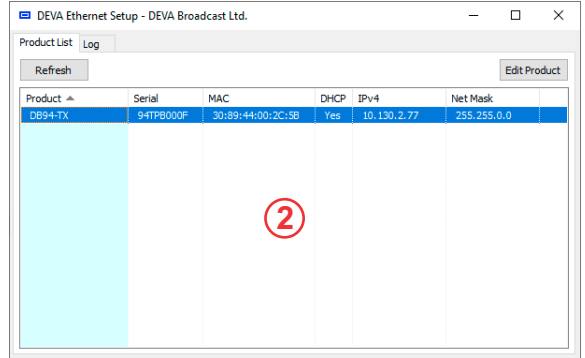 DEVA Ethernet Setup - DEVA Broadcast Ltd.
Product List Log
Refresh Edit Product
Product Serial MAC DHCP IPv4 Net Mask
DB94-TX 94TPB000F 30:89:44:00:2C:5B Yes 10.130.2.77 255.255.0.0
2